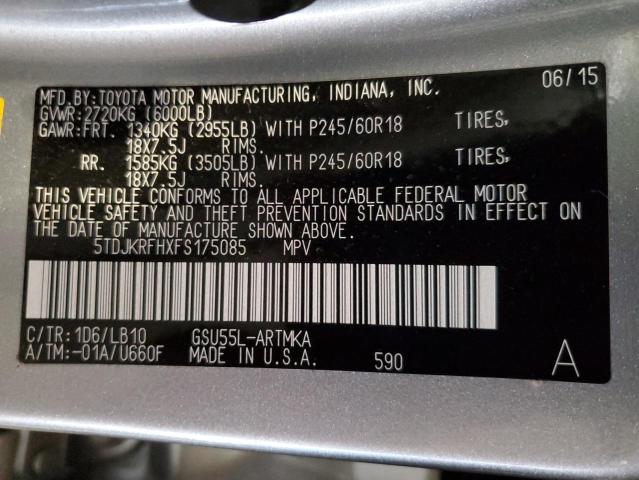 MFD.BY:TOYOTA MOTOR MANUFACTURING, INDIANA, INC. 06/15
GVWR:2720KG (6000LB)
GAWR:FRT. 1340KG (2955LB) WITH P245/60R18 TIRES,
18X7.5J RIMS.
RR. 1585KG (3505LB) WITH P245/60R18 TIRES,
18X7.5J RIMS.
THIS VEHICLE CONFORMS TO ALL APPLICABLE FEDERAL MOTOR
VEHICLE SAFETY AND THEFT PREVENTION STANDARDS IN EFFECT ON
THE DATE OF MANUFACTURE SHOWN ABOVE.
5TDJKRFHXFS175085 MPV
C/TR:1D6/LB10 GSU55L-ARTMKA
A/TM:-01A/U660F MADE IN U.S.A. 590 A